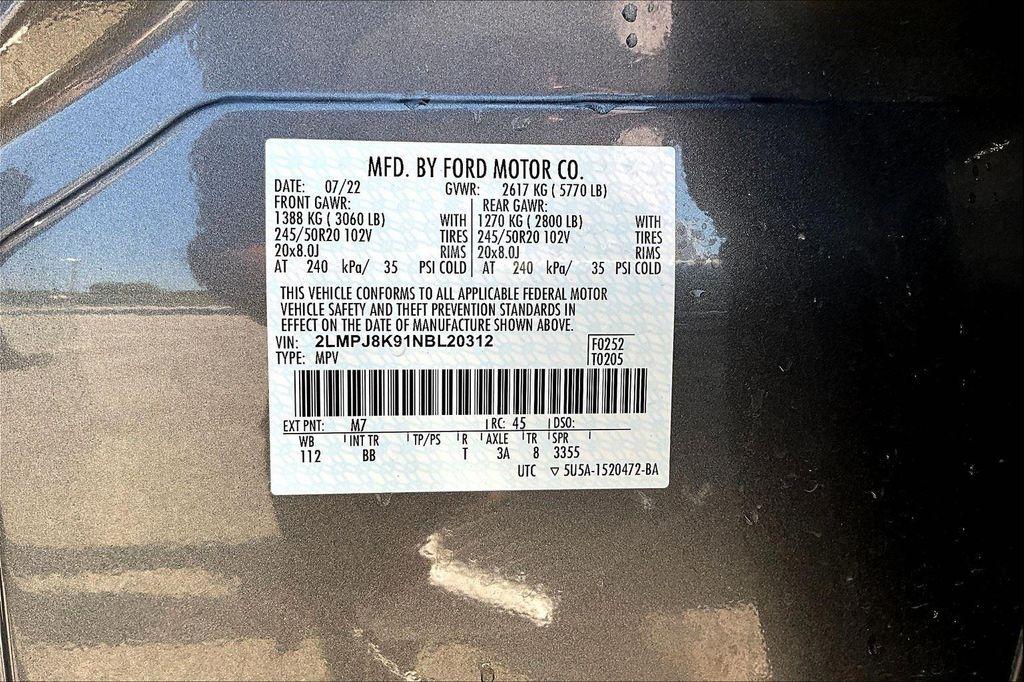 MFD. BY FORD MOTOR CO.
DATE: 07/22 GVWR: 2617 KG ( 5770 LB)
FRONT GAWR: REAR GAWR:
1388 KG ( 3060 LB) WITH 1270 KG ( 2800 LB) WITH
245/50R20 102V TIRES 245/50R20 102V TIRES
20x8.0J RIMS 20x8.0J RIMS
AT 240 kPa/ 35 PSI COLD AT 240 kPa/ 35 PSI COLD
THIS VEHICLE CONFORMS TO ALL APPLICABLE FEDERAL MOTOR
VEHICLE SAFETY AND THEFT PREVENTION STANDARDS IN
EFFECT ON THE DATE OF MANUFACTURE SHOWN ABOVE.
VIN: 2LMPJ8K91NBL20312 F0252
TYPE: MPV T0205
EXT PNT: M7 RC: 45 DSO:
WB INT TR TP/PS R AXLE TR SPR
112 BB T 3A 8 3355
UTC ▽ 5U5A-1520472-BA